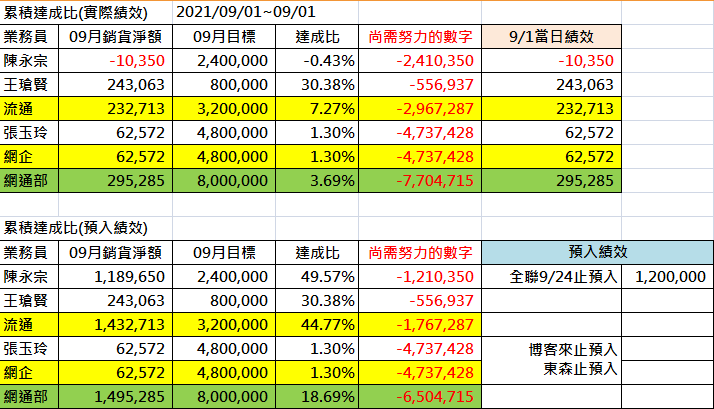 累積達成比(實際績效) 2021/09/01~09/01
業務員 09月銷貨淨額 09月目標 達成比 尚需努力的數字 9/1當日績效
陳永宗 -10,350 2,400,000 -0.43% -2,410,350 -10,350
王瑲賢 243,063 800,000 30.38% -556,937 243,063
流通 232,713 3,200,000 7.27% -2,967,287 232,713
張玉玲 62,572 4,800,000 1.30% -4,737,428 62,572
網企 62,572 4,800,000 1.30% -4,737,428 62,572
網通部 295,285 8,000,000 3.69% -7,704,715 295,285
累積達成比(預入績效)
業務員 09月銷貨淨額 09月目標 達成比 尚需努力的數字 預入績效
陳永宗 1,189,650 2,400,000 49.57% -1,210,350 全聯9/24止預入 1,200,000
王瑲賢 243,063 800,000 30.38% -556,937
流通 1,432,713 3,200,000 44.77% -1,767,287
張玉玲 62,572 4,800,000 1.30% -4,737,428 博客來止預入
網企 62,572 4,800,000 1.30% -4,737,428 東森止預入
網通部 1,495,285 8,000,000 18.69% -6,504,715